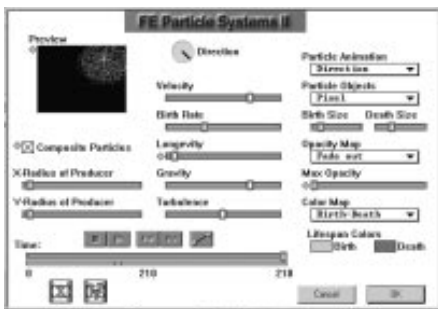 FE Particle Systems II
Preview
Direction
Particle Animation
Direction
Velocity
Particle Objects
Pixel
Birth Rate
Birth Size Death Size
Composite Particles
Longevity
Opacity Map
Fade out
X-Radius of Producer
Gravity
Max Opacity
Y-Radius of Producer
Turbulence
Color Map
Birth-Death
Lifespan Colors
Birth Death
Time:
0 210 210
Cancel OK